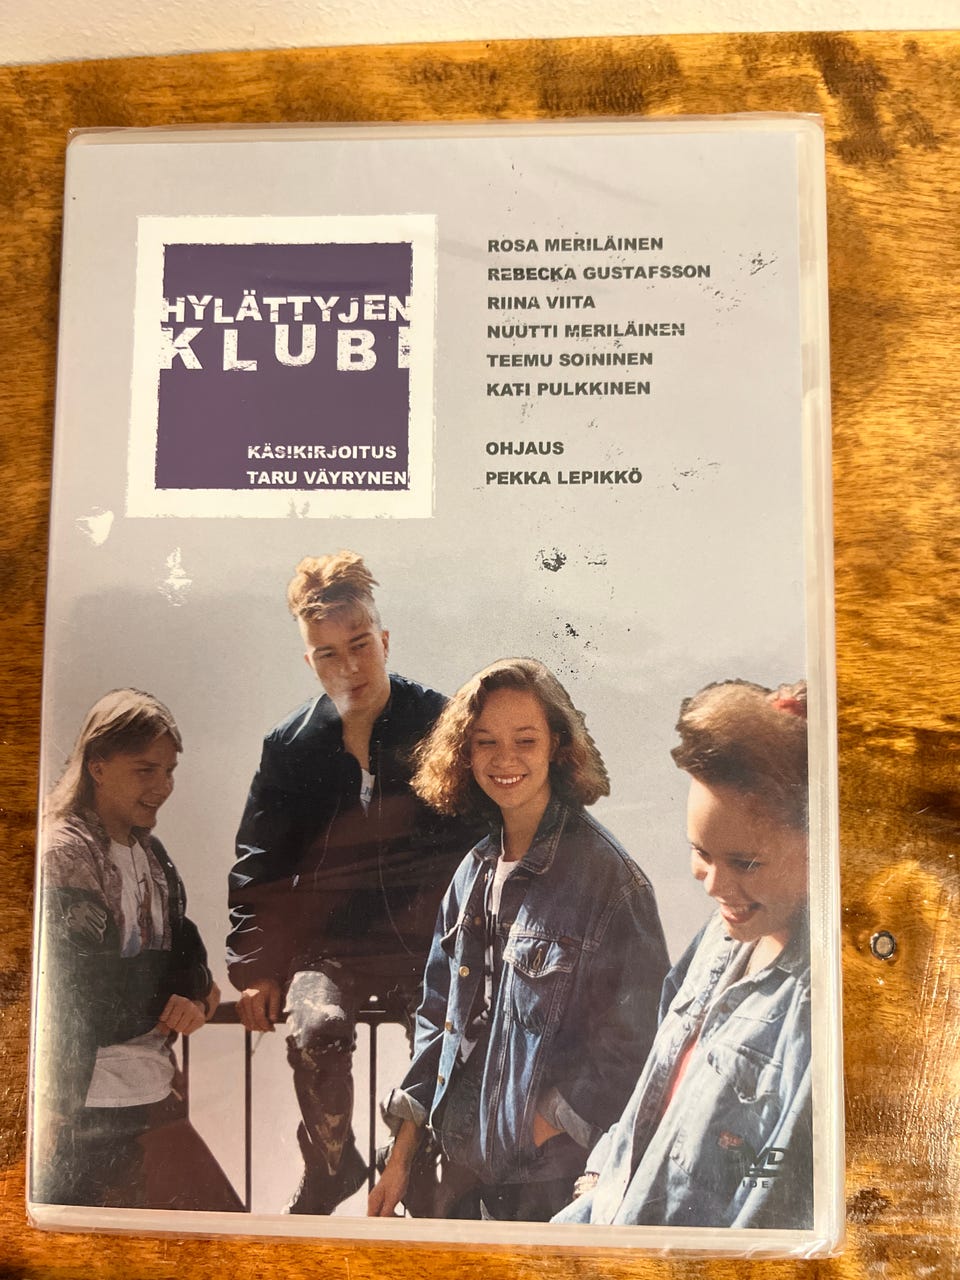 HYLÄTTYJEN
KLUBI
KÄSIKIRJOITUS
TARU VÄYRYNEN
ROSA MERILÄINEN
REBECKA GUSTAFSSON
RIINA VIITA
NUUTTI MERILÄINEN
TEEMU SOININEN
KATI PULKKINEN
OHJAUS
PEKKA LEPIKKÖ